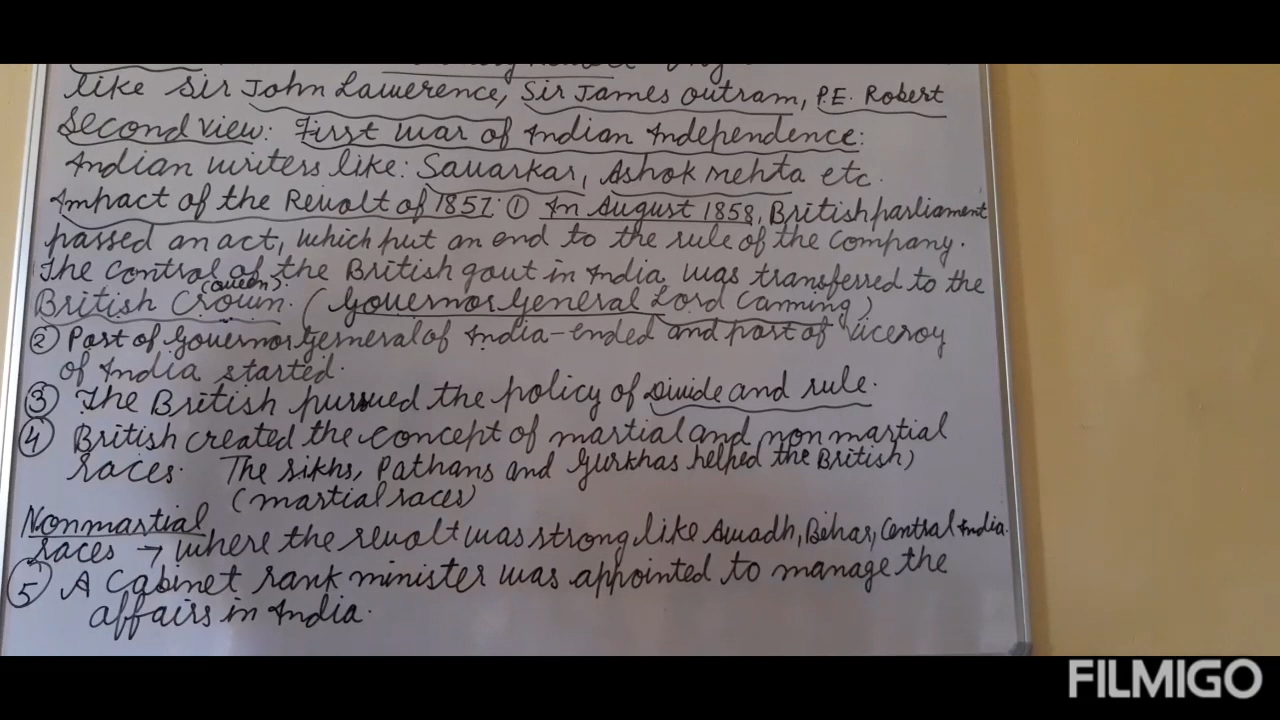 like Sir John Lawerence, Sir James outram, P.E. Robert
Second view: First war of Indian Independence:
Indian writers like: Savarkar, Ashok mehta etc.
Impact of the Revolt of 1857: ① In August 1858, British parliament
passed an act, which put an end to the rule of the company.
The control of the British govt in India was transferred to the
(Queen)
British Crown. (Governor General Lord Canning)
② Post of Governor General of India-ended and post of Viceroy
of India started.
③ The British pursued the policy of Divide and rule.
④ British created the concept of martial and non martial
races. The Sikhs, Pathans and Gurkhas helped the British)
(martial races)
Nonmartial
races → where the revolt was strong like Awadh, Bihar, Central India.
⑤ A Cabinet rank minister was appointed to manage the
affairs in India.
FILMIGO